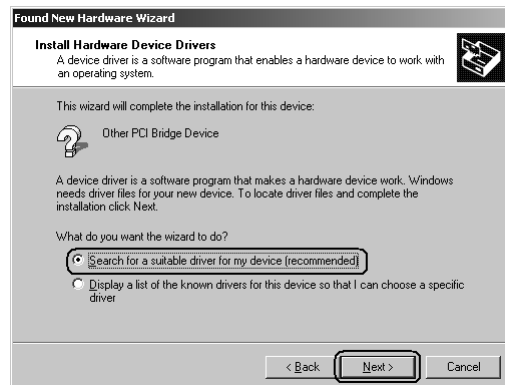 Found New Hardware Wizard
Install Hardware Device Drivers
A device driver is a software program that enables a hardware device to work with
an operating system.
This wizard will complete the installation for this device:
Other PCI Bridge Device
A device driver is a software program that makes a hardware device work. Windows
needs driver files for your new device. To locate driver files and complete the
installation click Next.
What do you want the wizard to do?
Search for a suitable driver for my device (recommended)
Display a list of the known drivers for this device so that I can choose a specific
driver
< Back Next > Cancel